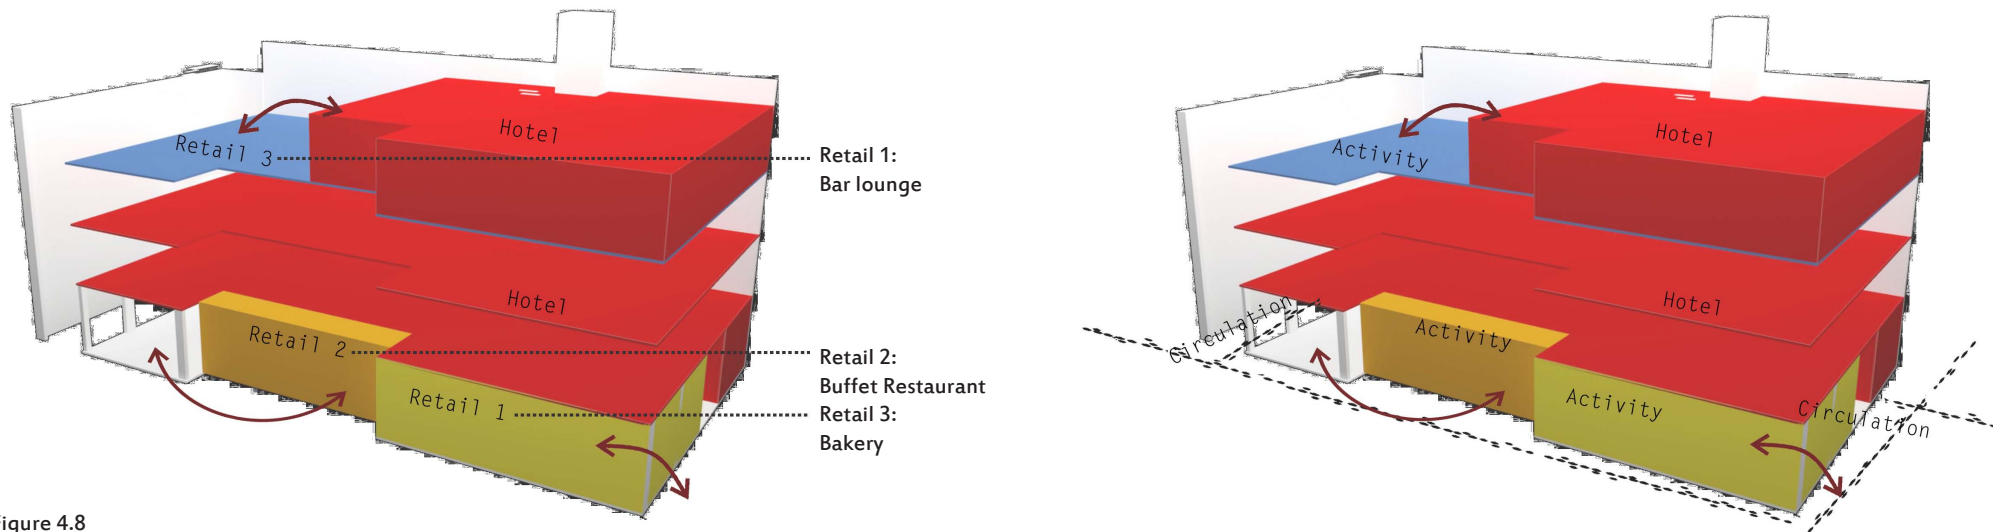 Hotel
Retail 3
Retail 1:
Bar lounge
Hotel
Retail 2
Retail 2:
Buffet Restaurant
Retail 1
Retail 3:
Bakery
Hotel
Activity
Hotel
Circulation
Activity
Activity
Circulation
igure 4.8